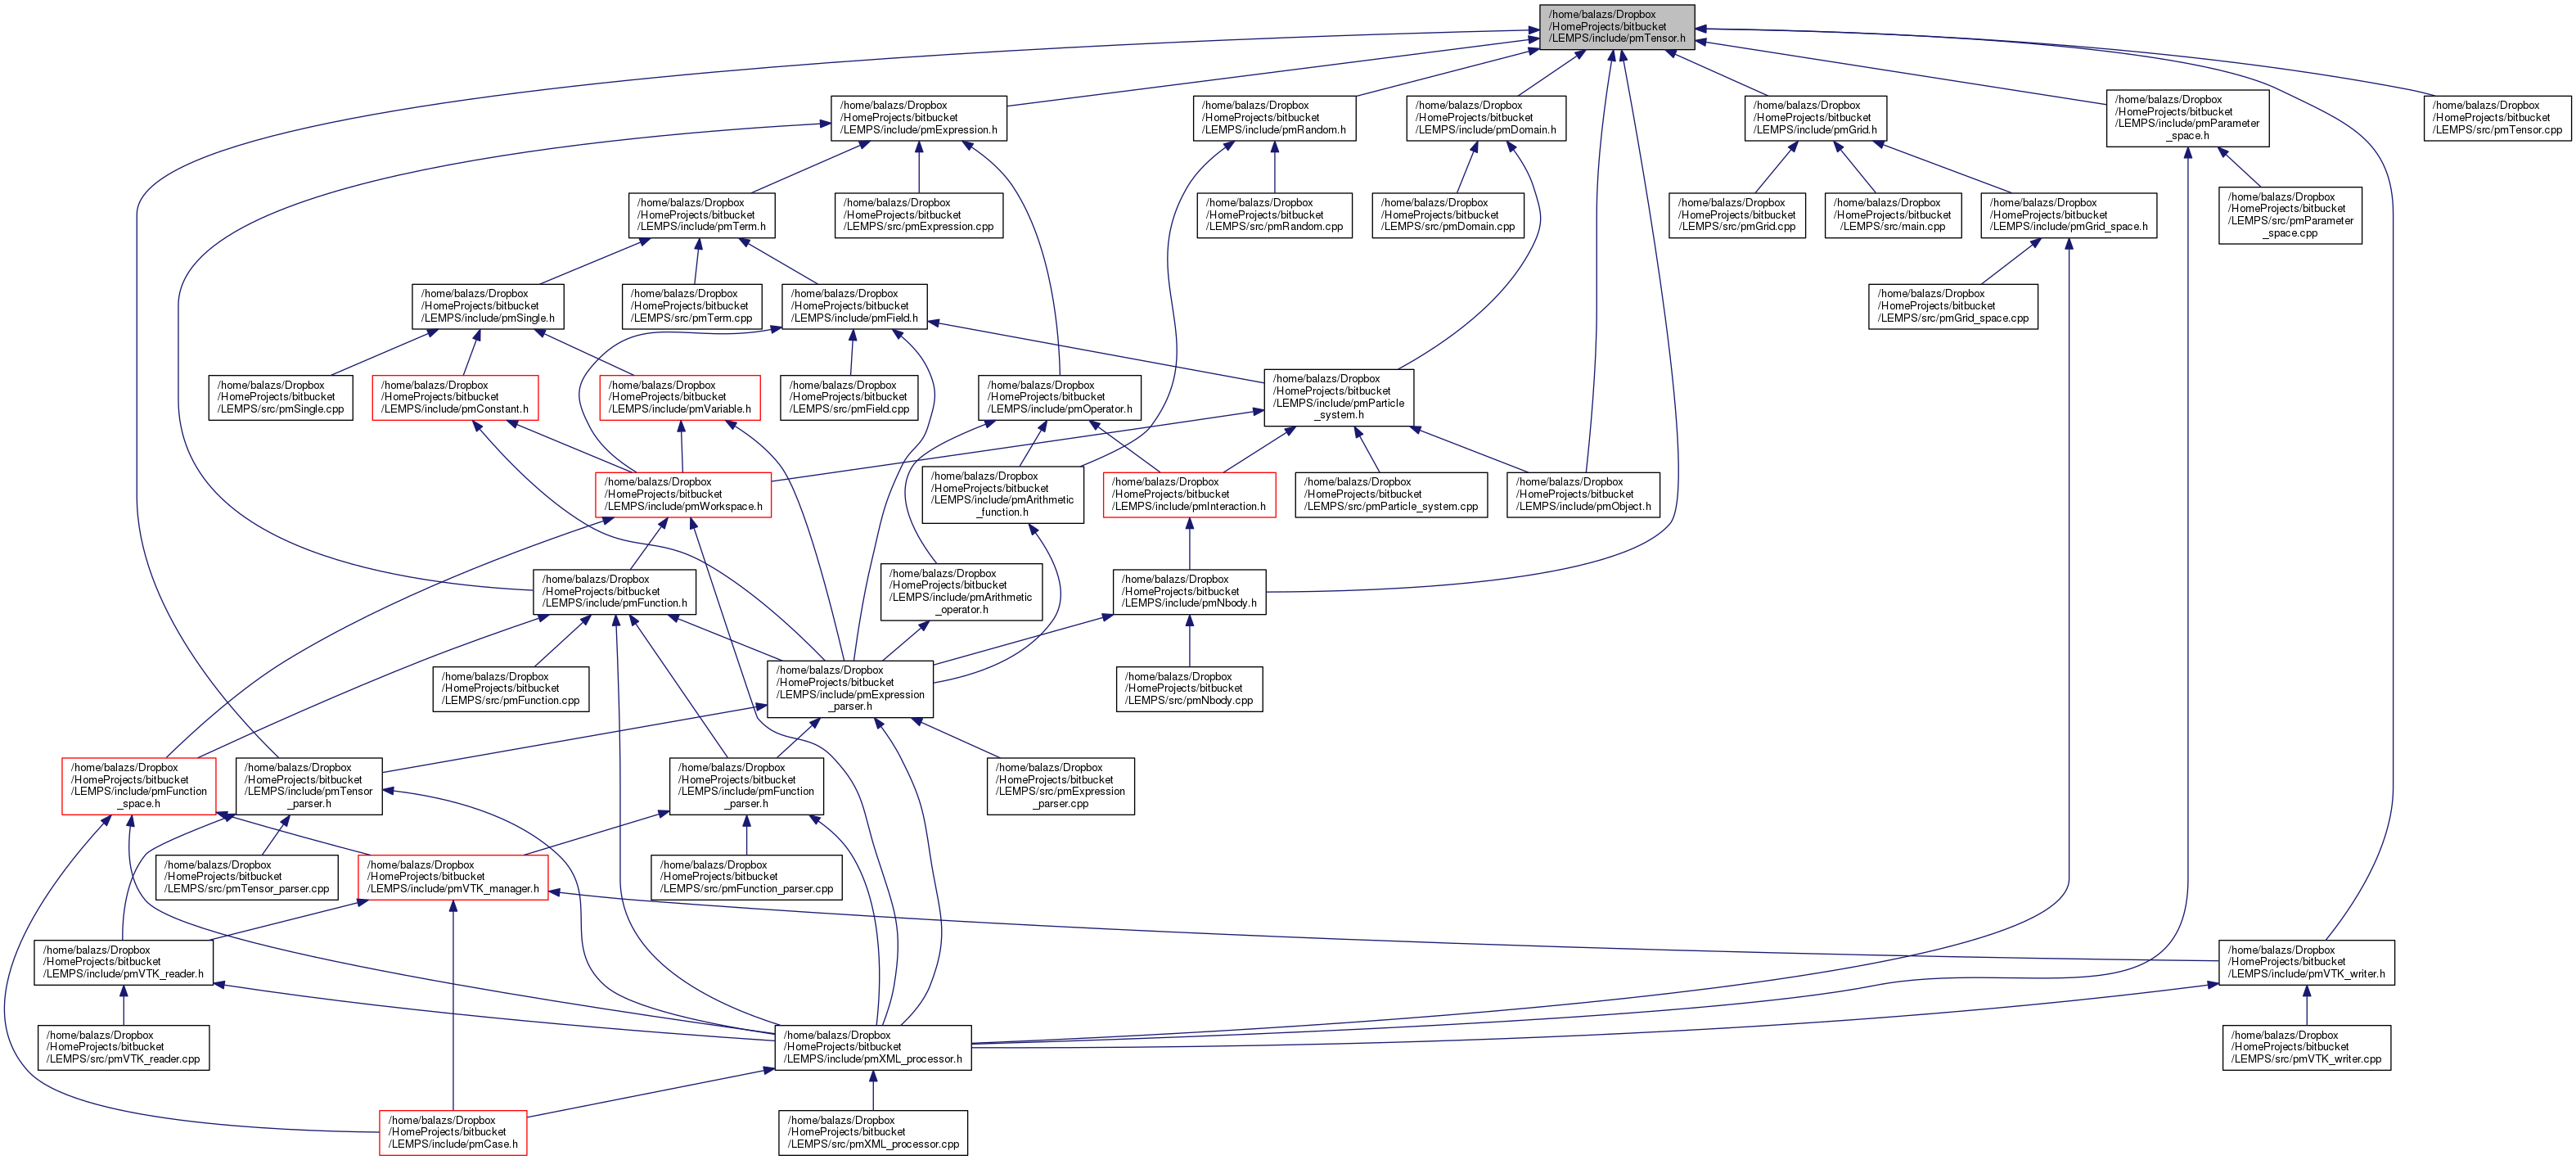 /home/balazs/Dropbox
/HomeProjects/bitbucket
/LEMPS/include/pmTensor.h
/home/balazs/Dropbox
/HomeProjects/bitbucket
/LEMPS/include/pmExpression.h
/home/balazs/Dropbox
/HomeProjects/bitbucket
/LEMPS/include/pmRandom.h
/home/balazs/Dropbox
/HomeProjects/bitbucket
/LEMPS/include/pmDomain.h
/home/balazs/Dropbox
/HomeProjects/bitbucket
/LEMPS/include/pmGrid.h
/home/balazs/Dropbox
/HomeProjects/bitbucket
/LEMPS/include/pmParameter
_space.h
/home/balazs/Dropbox
/HomeProjects/bitbucket
/LEMPS/src/pmTensor.cpp
/home/balazs/Dropbox
/HomeProjects/bitbucket
/LEMPS/include/pmTerm.h
/home/balazs/Dropbox
/HomeProjects/bitbucket
/LEMPS/src/pmExpression.cpp
/home/balazs/Dropbox
/HomeProjects/bitbucket
/LEMPS/src/pmRandom.cpp
/home/balazs/Dropbox
/HomeProjects/bitbucket
/LEMPS/src/pmDomain.cpp
/home/balazs/Dropbox
/HomeProjects/bitbucket
/LEMPS/src/pmGrid.cpp
/home/balazs/Dropbox
/HomeProjects/bitbucket
/LEMPS/src/main.cpp
/home/balazs/Dropbox
/HomeProjects/bitbucket
/LEMPS/include/pmGrid_space.h
/home/balazs/Dropbox
/HomeProjects/bitbucket
/LEMPS/src/pmParameter
_space.cpp
/home/balazs/Dropbox
/HomeProjects/bitbucket
/LEMPS/include/pmSingle.h
/home/balazs/Dropbox
/HomeProjects/bitbucket
/LEMPS/src/pmTerm.cpp
/home/balazs/Dropbox
/HomeProjects/bitbucket
/LEMPS/include/pmField.h
/home/balazs/Dropbox
/HomeProjects/bitbucket
/LEMPS/src/pmGrid_space.cpp
/home/balazs/Dropbox
/HomeProjects/bitbucket
/LEMPS/src/pmSingle.cpp
/home/balazs/Dropbox
/HomeProjects/bitbucket
/LEMPS/include/pmConstant.h
/home/balazs/Dropbox
/HomeProjects/bitbucket
/LEMPS/include/pmVariable.h
/home/balazs/Dropbox
/HomeProjects/bitbucket
/LEMPS/src/pmField.cpp
/home/balazs/Dropbox
/HomeProjects/bitbucket
/LEMPS/include/pmOperator.h
/home/balazs/Dropbox
/HomeProjects/bitbucket
/LEMPS/include/pmParticle
_system.h
/home/balazs/Dropbox
/HomeProjects/bitbucket
/LEMPS/include/pmWorkspace.h
/home/balazs/Dropbox
/HomeProjects/bitbucket
/LEMPS/include/pmArithmetic
_function.h
/home/balazs/Dropbox
/HomeProjects/bitbucket
/LEMPS/include/pmInteraction.h
/home/balazs/Dropbox
/HomeProjects/bitbucket
/LEMPS/src/pmParticle_system.cpp
/home/balazs/Dropbox
/HomeProjects/bitbucket
/LEMPS/include/pmObject.h
/home/balazs/Dropbox
/HomeProjects/bitbucket
/LEMPS/include/pmFunction.h
/home/balazs/Dropbox
/HomeProjects/bitbucket
/LEMPS/include/pmArithmetic
_operator.h
/home/balazs/Dropbox
/HomeProjects/bitbucket
/LEMPS/include/pmNbody.h
/home/balazs/Dropbox
/HomeProjects/bitbucket
/LEMPS/src/pmFunction.cpp
/home/balazs/Dropbox
/HomeProjects/bitbucket
/LEMPS/include/pmExpression
_parser.h
/home/balazs/Dropbox
/HomeProjects/bitbucket
/LEMPS/src/pmNbody.cpp
/home/balazs/Dropbox
/HomeProjects/bitbucket
/LEMPS/include/pmFunction
_space.h
/home/balazs/Dropbox
/HomeProjects/bitbucket
/LEMPS/include/pmTensor
_parser.h
/home/balazs/Dropbox
/HomeProjects/bitbucket
/LEMPS/include/pmFunction
_parser.h
/home/balazs/Dropbox
/HomeProjects/bitbucket
/LEMPS/src/pmExpression
_parser.cpp
/home/balazs/Dropbox
/HomeProjects/bitbucket
/LEMPS/src/pmTensor_parser.cpp
/home/balazs/Dropbox
/HomeProjects/bitbucket
/LEMPS/include/pmVTK_manager.h
/home/balazs/Dropbox
/HomeProjects/bitbucket
/LEMPS/src/pmFunction_parser.cpp
/home/balazs/Dropbox
/HomeProjects/bitbucket
/LEMPS/include/pmVTK_reader.h
/home/balazs/Dropbox
/HomeProjects/bitbucket
/LEMPS/include/pmVTK_writer.h
/home/balazs/Dropbox
/HomeProjects/bitbucket
/LEMPS/src/pmVTK_reader.cpp
/home/balazs/Dropbox
/HomeProjects/bitbucket
/LEMPS/include/pmXML_processor.h
/home/balazs/Dropbox
/HomeProjects/bitbucket
/LEMPS/src/pmVTK_writer.cpp
/home/balazs/Dropbox
/HomeProjects/bitbucket
/LEMPS/include/pmCase.h
/home/balazs/Dropbox
/HomeProjects/bitbucket
/LEMPS/src/pmXML_processor.cpp